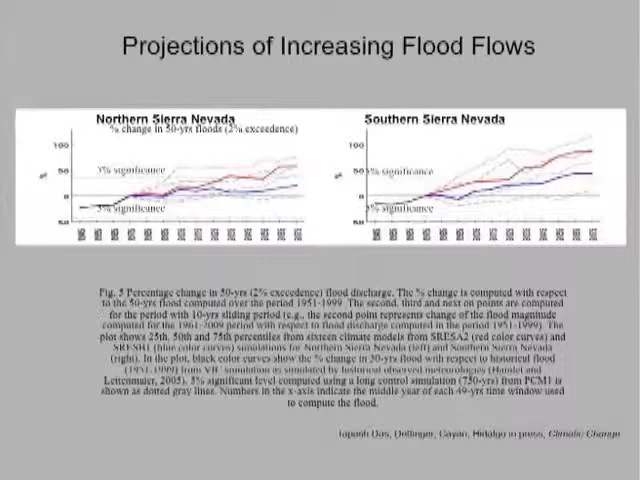 Projections of Increasing Flood Flows
Northern Sierra Nevada
Southern Sierra Nevada
% change in 50-yrs floods (2% exceedence)
100
50
0
50
%
5% significance
5% significance
100
50
0
50
%
5% significance
5% significance
Fig. 5 Percentage change in 50-yrs (2% exceedence) flood discharge. The % change is computed with respect
to the 50-yrs flood computed over the period 1951-1999. The second, third and next on points are computed
for the period with 10-yrs sliding period (e.g., the second point represents change of the flood magnitude
computed for the 1961-2009 period with respect to flood discharge computed in the period 1951-1999). The
plot shows 25th, 50th and 75th percentiles from sixteen climate models from SRESA2 (red color curves) and
SRESB1 (blue color curves) simulations for Northern Sierra Nevada (left) and Southern Sierra Nevada
(right). In the plot, black color curves show the % change in 50-yrs flood with respect to historical flood
(1951-1999) from VIC simulation as simulated by historical observed meteorologies (Hamlet and
Lettenmaier, 2005). 5% significant level computed using a long control simulation (750-yrs) from PCM1 is
shown as dotted gray lines. Numbers in the x-axis indicate the middle year of each 49-yrs time window used
to compute the flood.
Das, Dettinger, Cayan, Hidalgo in press, Climatic Change